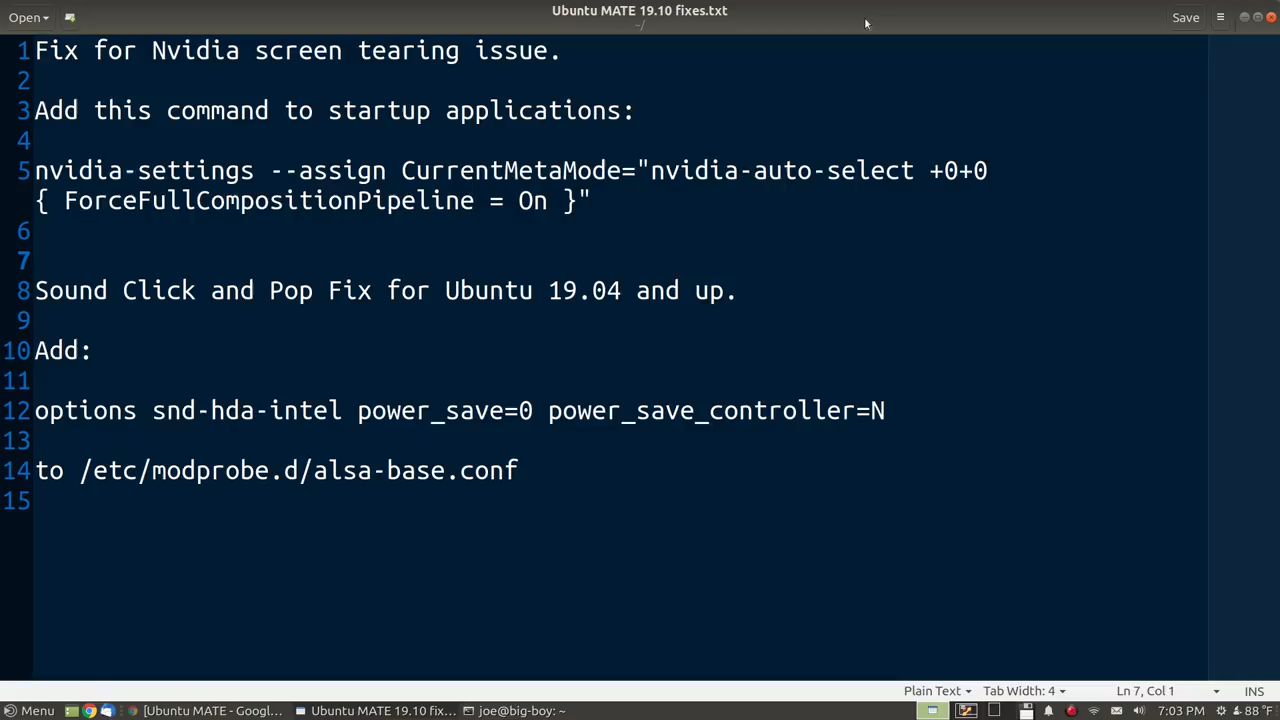 Open
Ubuntu MATE 19.10 fixes.txt
~/
Save
1 Fix for Nvidia screen tearing issue.
2
3 Add this command to startup applications:
4
5 nvidia-settings --assign CurrentMetaMode="nvidia-auto-select +0+0
{ ForceFullCompositionPipeline = On }"
6
7
8 Sound Click and Pop Fix for Ubuntu 19.04 and up.
9
10 Add:
11
12 options snd-hda-intel power_save=0 power_save_controller=N
13
14 to /etc/modprobe.d/alsa-base.conf
15
Plain Text Tab Width: 4 Ln 7, Col 1 INS
Menu [Ubuntu MATE - Googl... Ubuntu MATE 19.10 fix... joe@big-boy: ~ 7:03 PM 88 °F